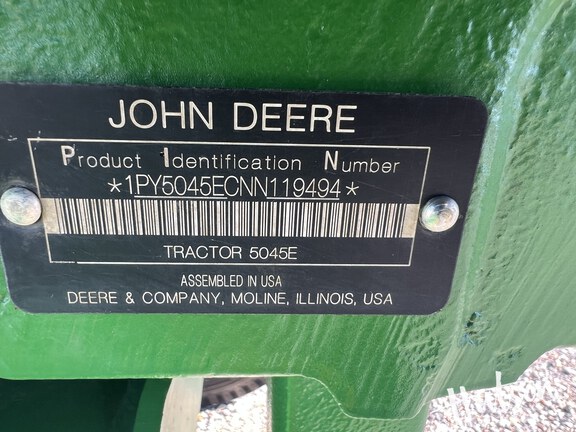 JOHN DEERE
Product Identification Number
*1PY5045ECNN119494*
TRACTOR 5045E
ASSEMBLED IN USA
DEERE & COMPANY, MOLINE, ILLINOIS, USA